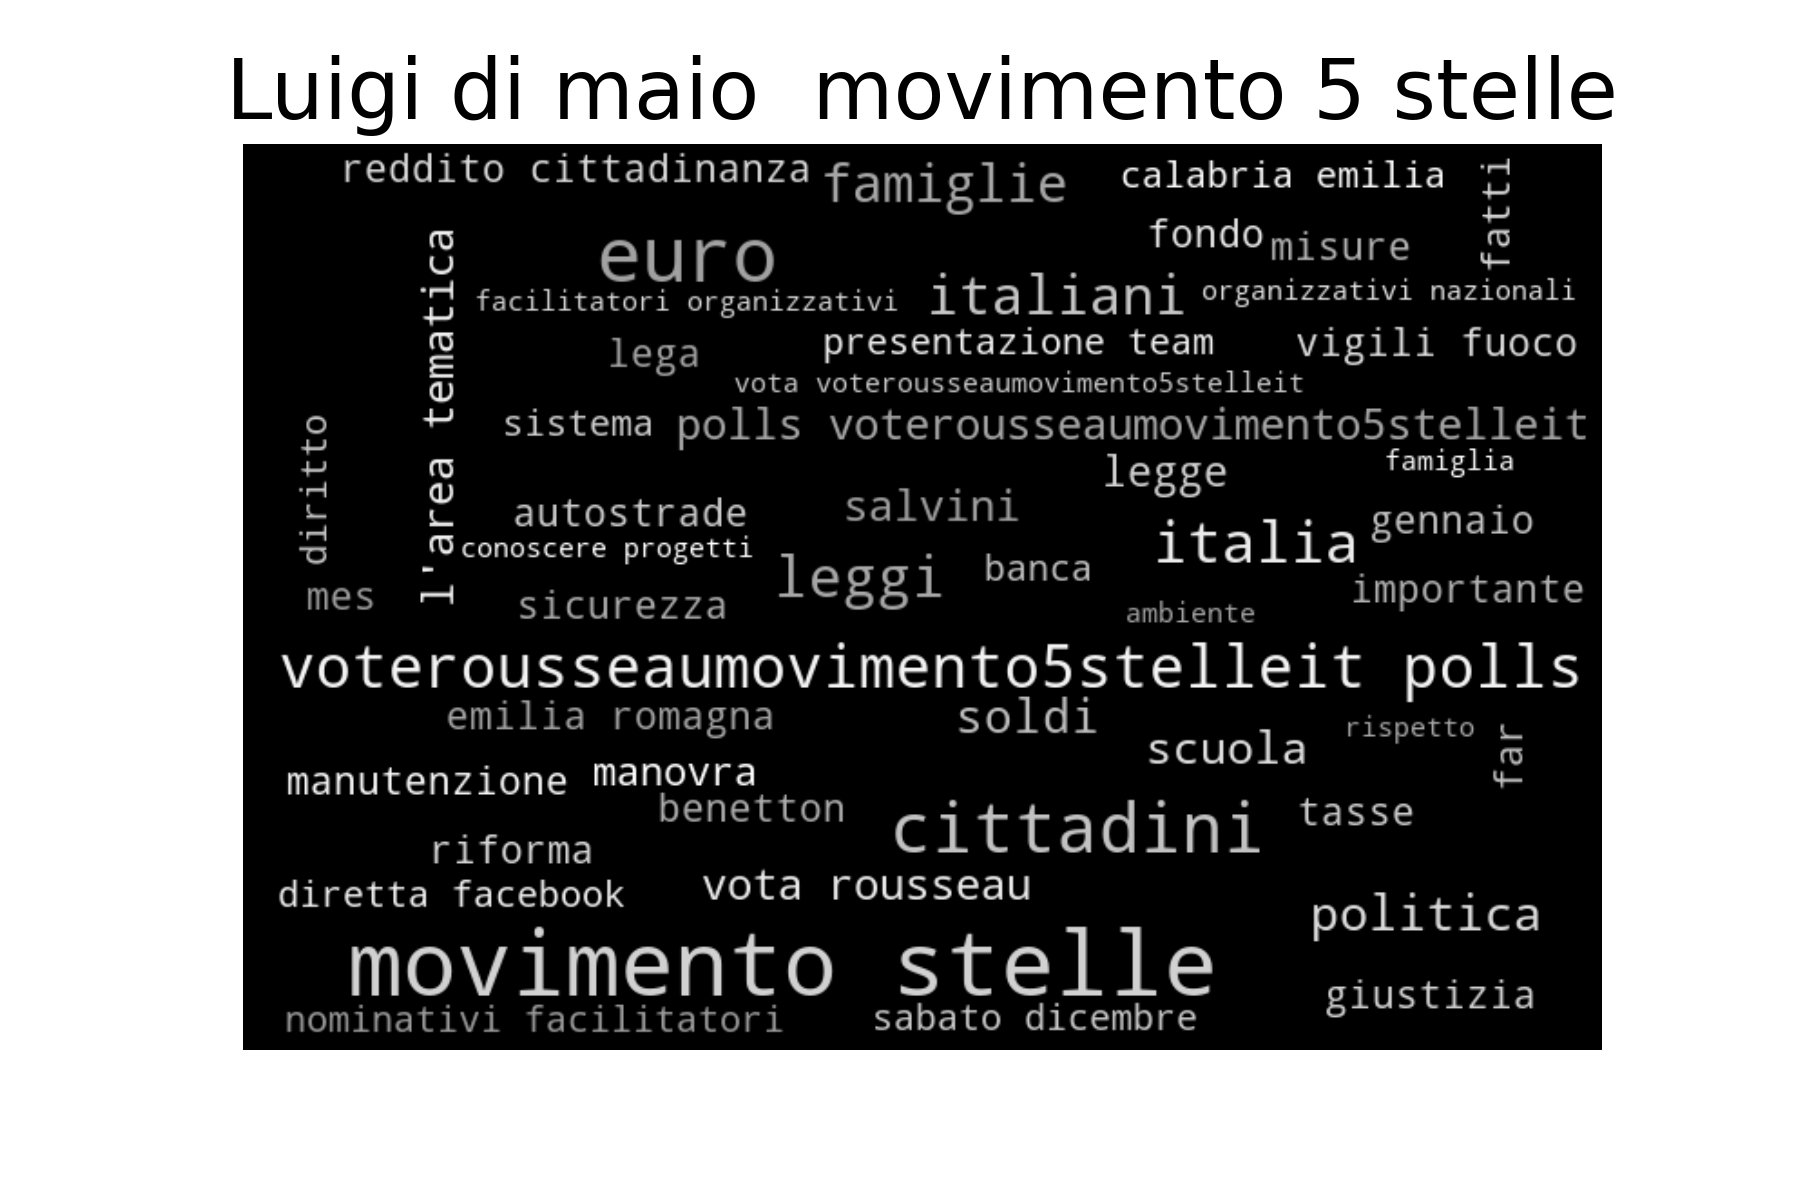 Luigi di maio  movimento 5 stelle
reddito cittadinanza
famiglie
calabria emilia
fatti
fondo
misure
euro
l'area tematica
facilitatori organizzativi
italiani
organizzativi nazionali
lega
presentazione team
vigili fuoco
vota voterousseaumovimento5stelleit
sistema
polls voterousseaumovimento5stelleit
diritto
legge
famiglia
autostrade
salvini
italia
gennaio
conoscere progetti
leggi
banca
mes
sicurezza
ambiente
importante
voterousseaumovimento5stelleit polls
emilia romagna
soldi
scuola
rispetto
far
manutenzione
manovra
benetton
cittadini
tasse
riforma
diretta facebook
vota rousseau
politica
movimento stelle
giustizia
nominativi facilitatori
sabato dicembre